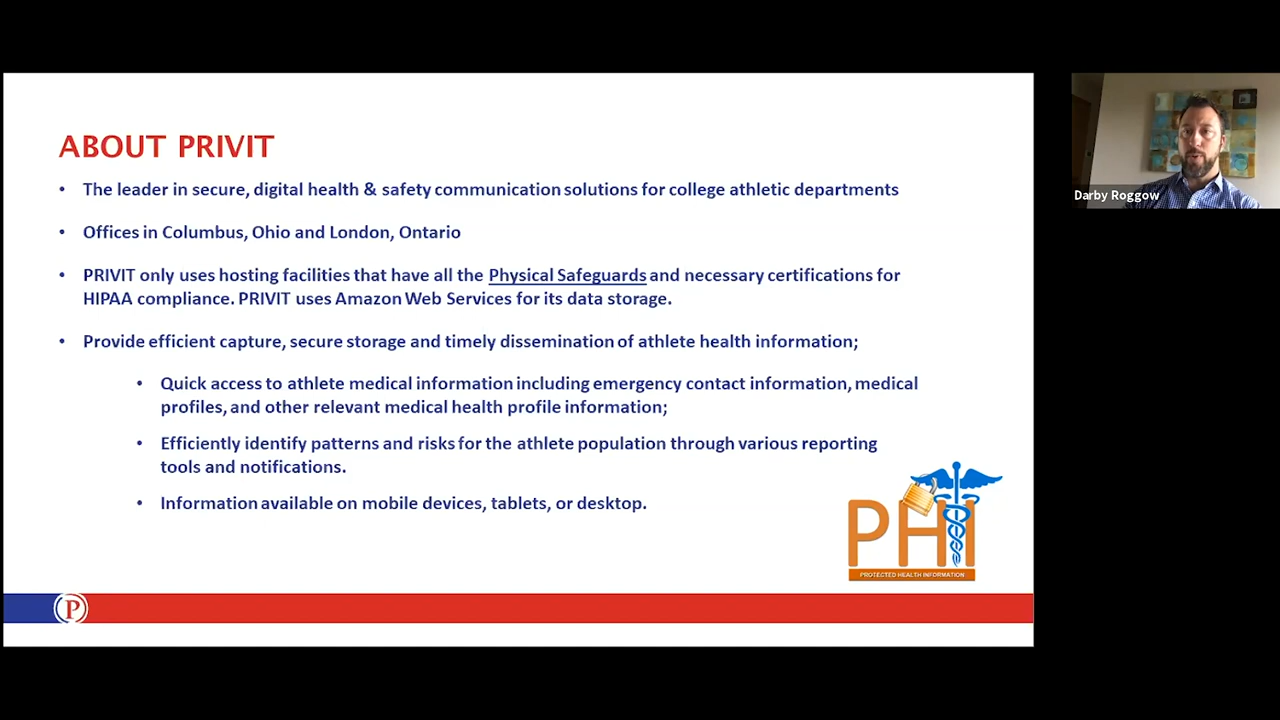 ABOUT PRIVIT
• The leader in secure, digital health & safety communication solutions for college athletic departments
• Offices in Columbus, Ohio and London, Ontario
• PRIVIT only uses hosting facilities that have all the Physical Safeguards and necessary certifications for
HIPAA compliance. PRIVIT uses Amazon Web Services for its data storage.
• Provide efficient capture, secure storage and timely dissemination of athlete health information;
• Quick access to athlete medical information including emergency contact information, medical
profiles, and other relevant medical health profile information;
• Efficiently identify patterns and risks for the athlete population through various reporting
tools and notifications.
• Information available on mobile devices, tablets, or desktop.
PHI
PROTECTED HEALTH INFORMATION
P
Darby Roggow